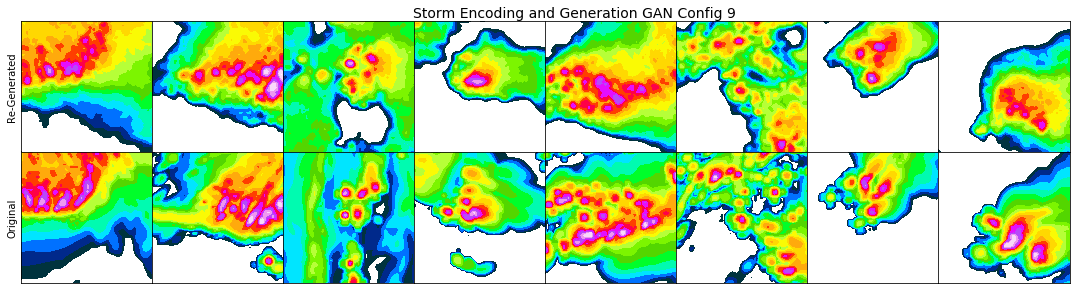 Storm Encoding and Generation GAN Config 9
Re-Generated
Original